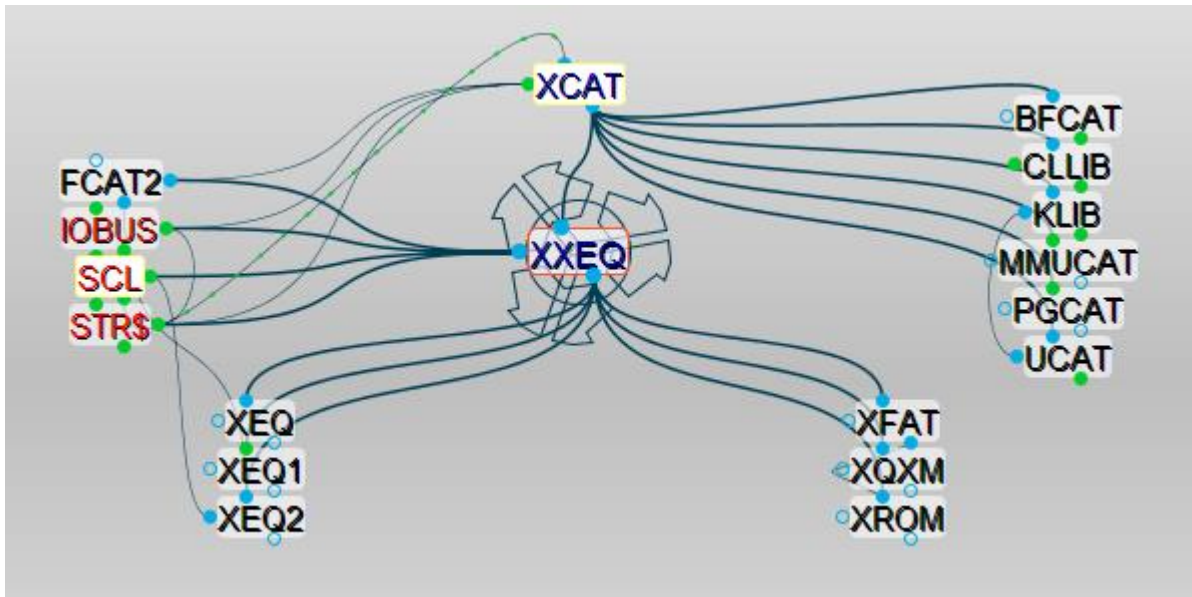 XCAT
BFCAT
CLLIB
KLIB
MMUCAT
PGCAT
UCAT
FCAT2
IOBUS
SCL
STR$
XXEQ
XEQ
XEQ1
XEQ2
XFAT
XQXM
XROM